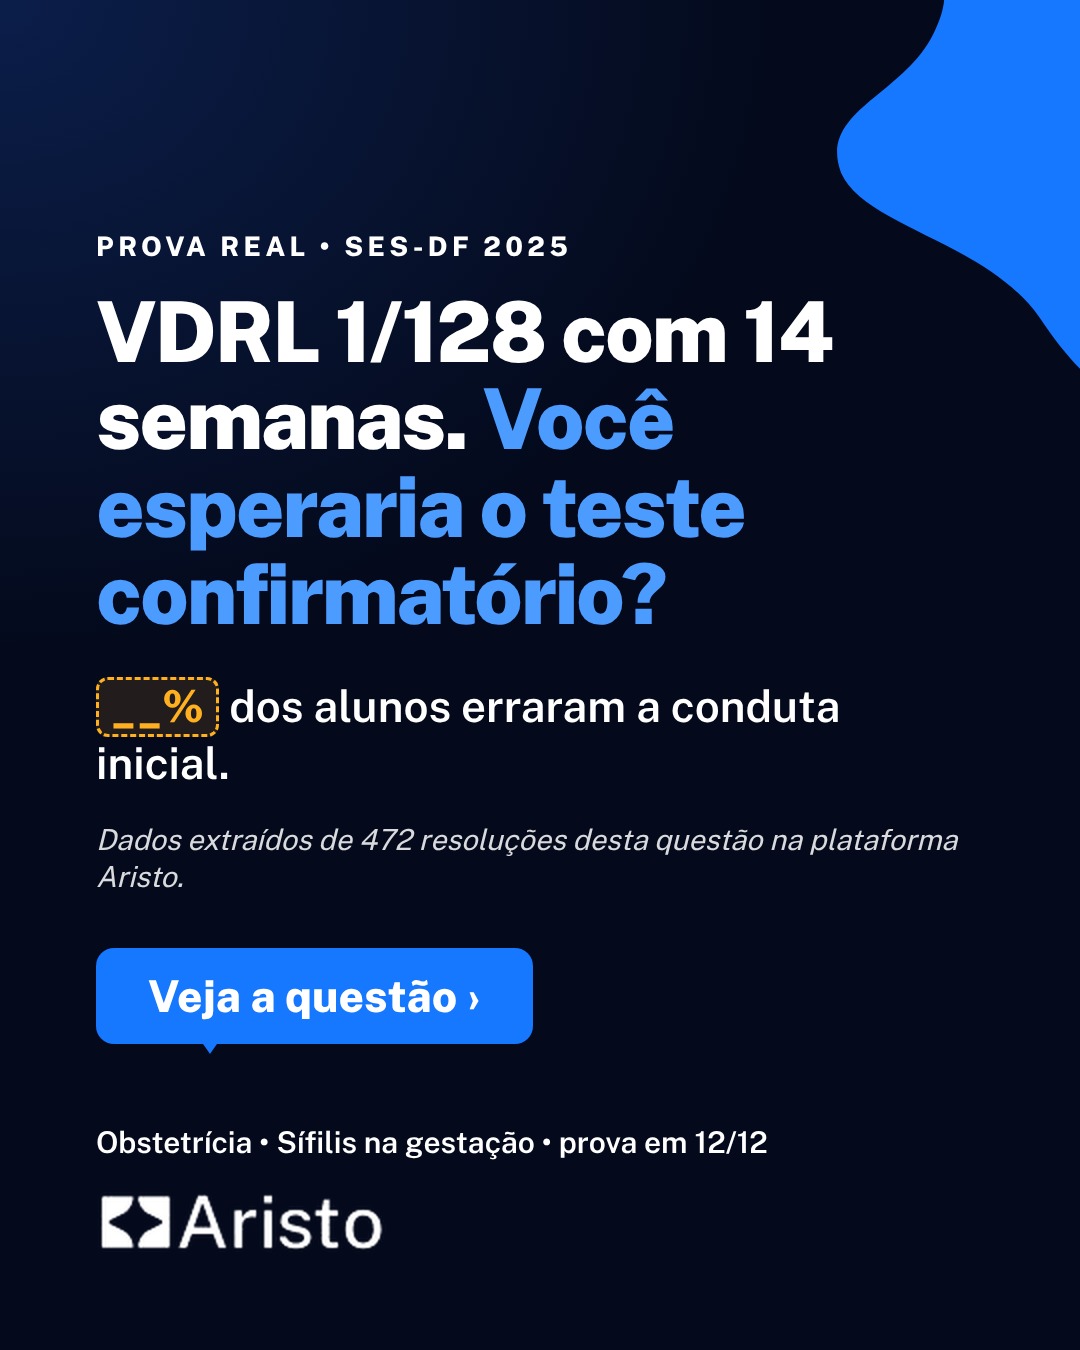 PROVA REAL • SES-DF 2025
VDRL 1/128 com 14
semanas. Você
esperaria o teste
confirmatório?
__% dos alunos erraram a conduta
inicial.
Dados extraídos de 472 resoluções desta questão na plataforma
Aristo.
Veja a questão ›
Obstetrícia • Sífilis na gestação • prova em 12/12
Aristo